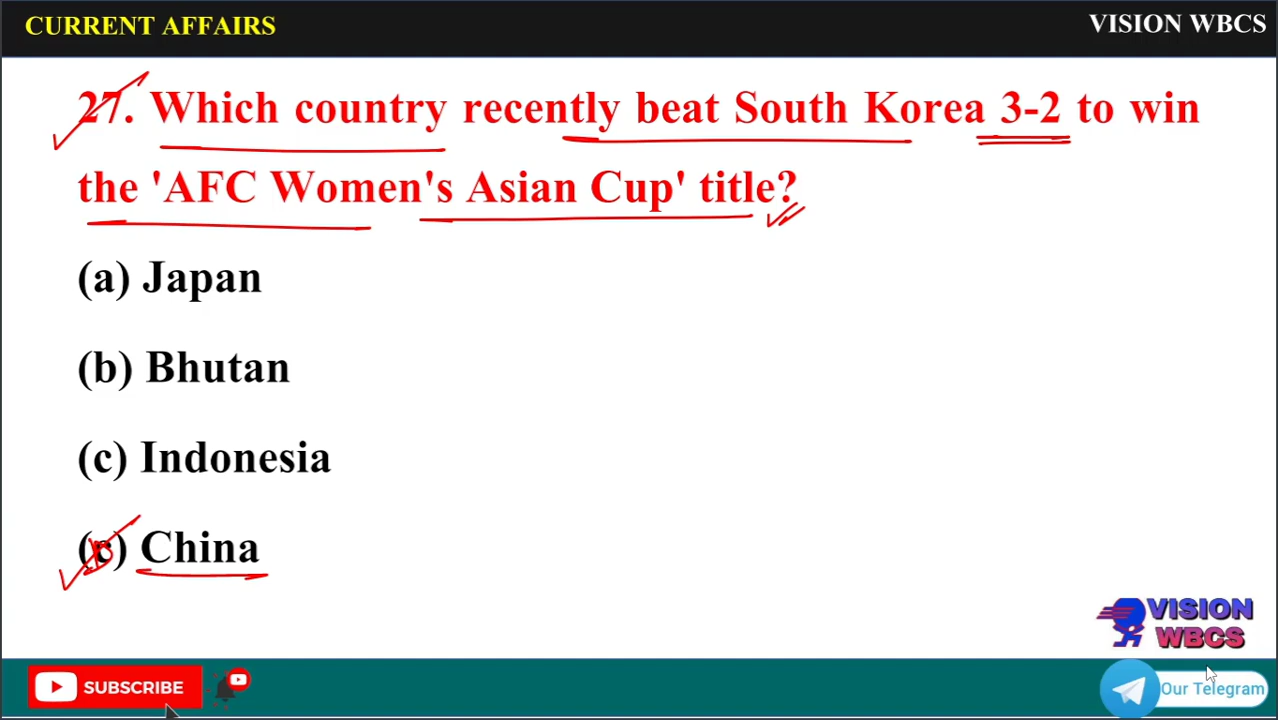 CURRENT AFFAIRS
VISION WBCS
27. Which country recently beat South Korea 3-2 to win
the 'AFC Women's Asian Cup' title?
(a) Japan
(b) Bhutan
(c) Indonesia
(c) China
VISION
WBCS
SUBSCRIBE
Our Telegram